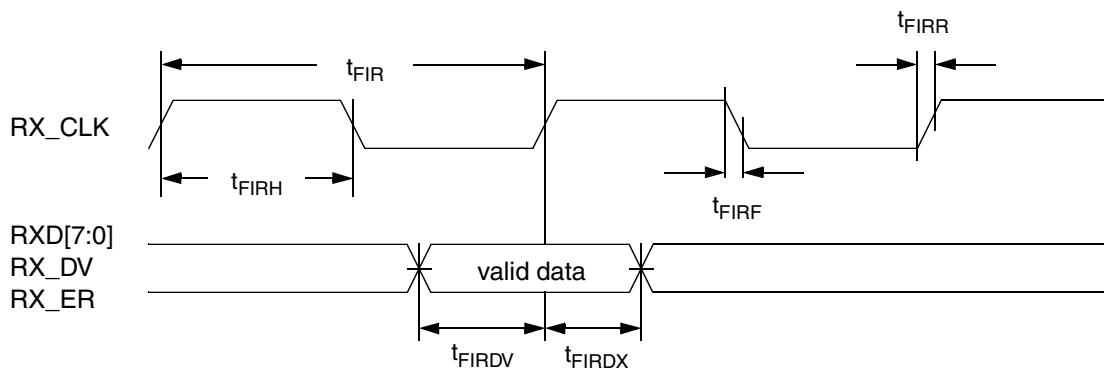 tFIRR
tFIR
RX_CLK
tFIRH
tFIRF
RXD[7:0]
RX_DV
valid data
RX_ER
tFIRDV
tFIRDX